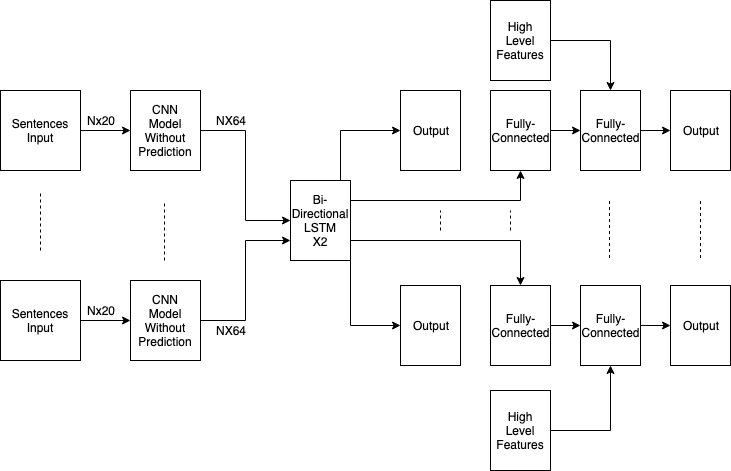 High
Level
Features
Sentences
Input
Nx20
CNN
Model
Without
Prediction
NX64
Output
Fully-
Connected
Fully-
Connected
Output
Bi-
Directional
LSTM
X2
Sentences
Input
Nx20
CNN
Model
Without
Prediction
NX64
Output
Fully-
Connected
Fully-
Connected
Output
High
Level
Features